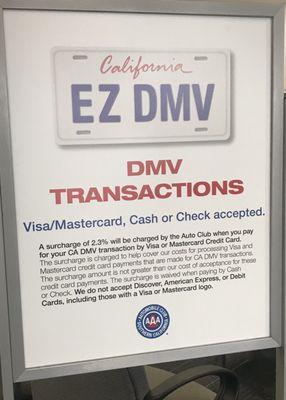 California
EZ DMV
DMV
TRANSACTIONS
Visa/Mastercard, Cash or Check accepted.
A surcharge of 2.3% will be charged by the Auto Club when you pay
for your CA DMV transaction by Visa or Mastercard Credit Card.
The surcharge is charged to help cover our costs for processing Visa and
Mastercard credit card payments that are made for CA DMV transactions.
The surcharge amount is not greater than our cost of acceptance for these
credit card payments. The surcharge is waived when paying by Cash
or Check. We do not accept Discover, American Express, or Debit
Cards, including those with a Visa or Mastercard logo.
AUTOMOBILE CLUB
AAA
SOUTHERN CALIFORNIA